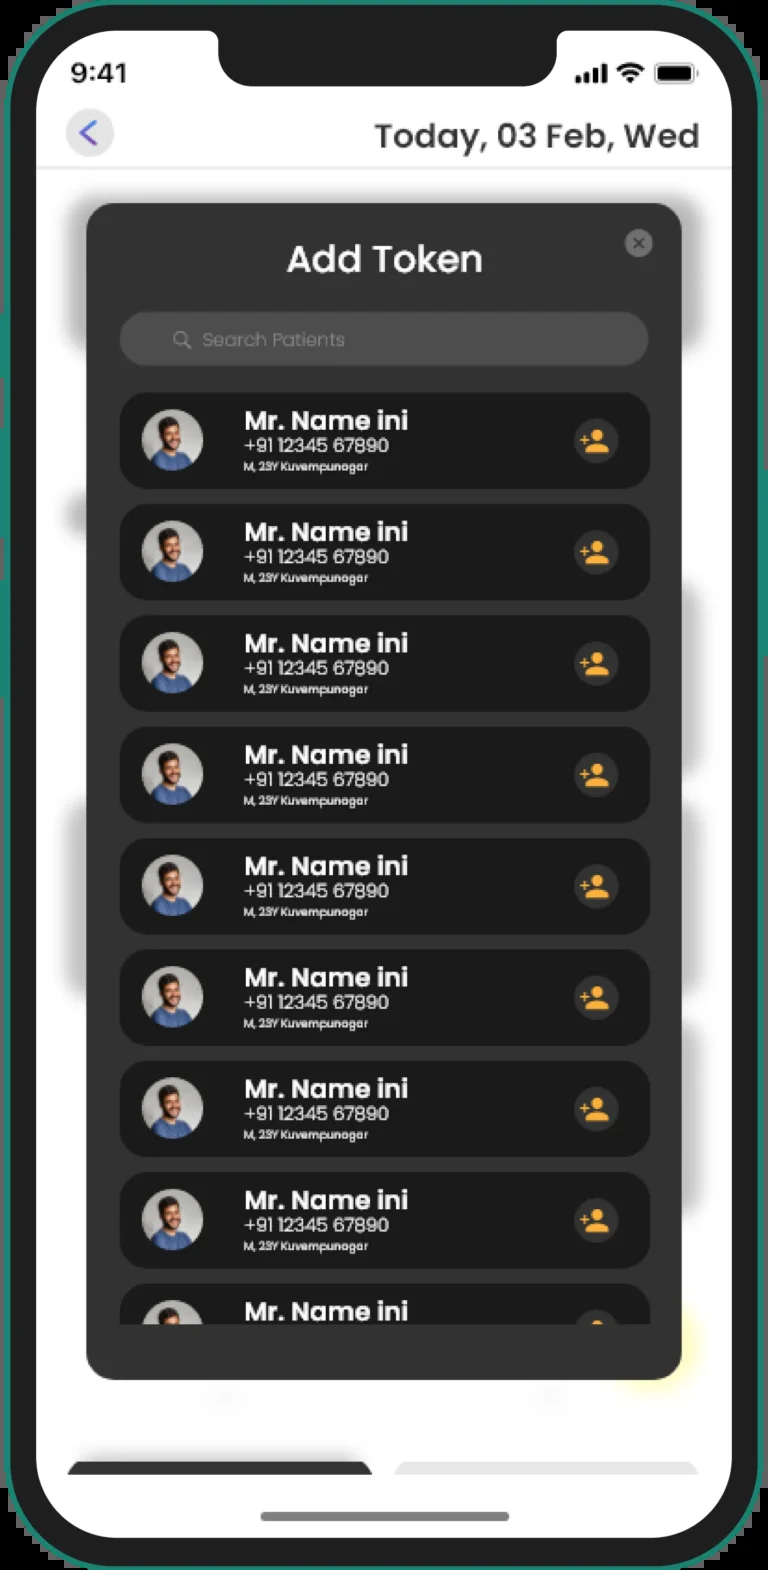 9:41
Today, 03 Feb, Wed
Add Token
Search Patients
Mr. Name ini
+91 12345 67890
M, 23Y Kuvempunagar
Mr. Name ini
+91 12345 67890
M, 23Y Kuvempunagar
Mr. Name ini
+91 12345 67890
M, 23Y Kuvempunagar
Mr. Name ini
+91 12345 67890
M, 23Y Kuvempunagar
Mr. Name ini
+91 12345 67890
M, 23Y Kuvempunagar
Mr. Name ini
+91 12345 67890
M, 23Y Kuvempunagar
Mr. Name ini
+91 12345 67890
M, 23Y Kuvempunagar
Mr. Name ini
+91 12345 67890
M, 23Y Kuvempunagar
Mr. Name ini